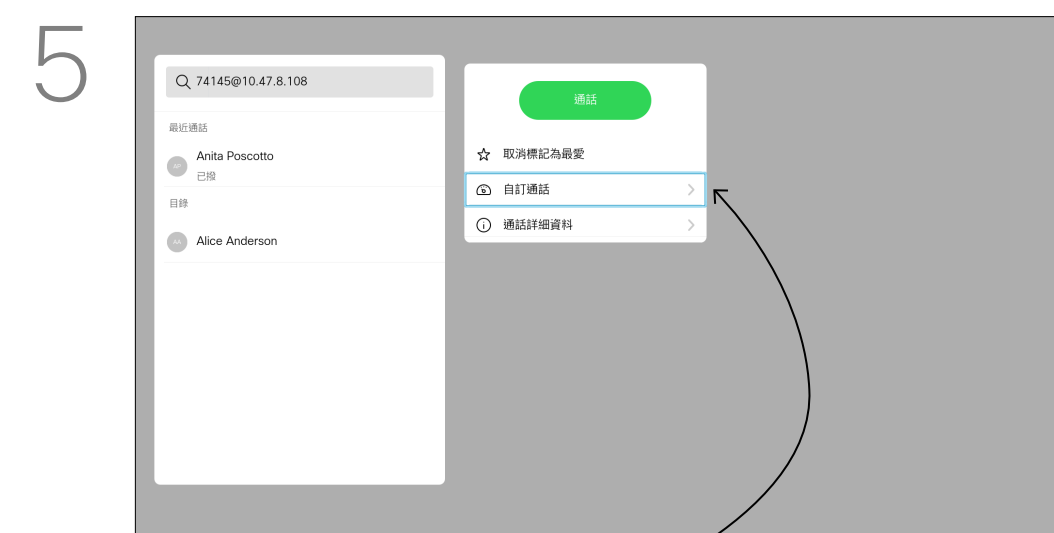 5
74145@10.47.8.108
最近通話
AP
Anita Poscotto
已撥
目錄
AA
Alice Anderson
通話
取消標記為最愛
自訂通話
通話詳細資料